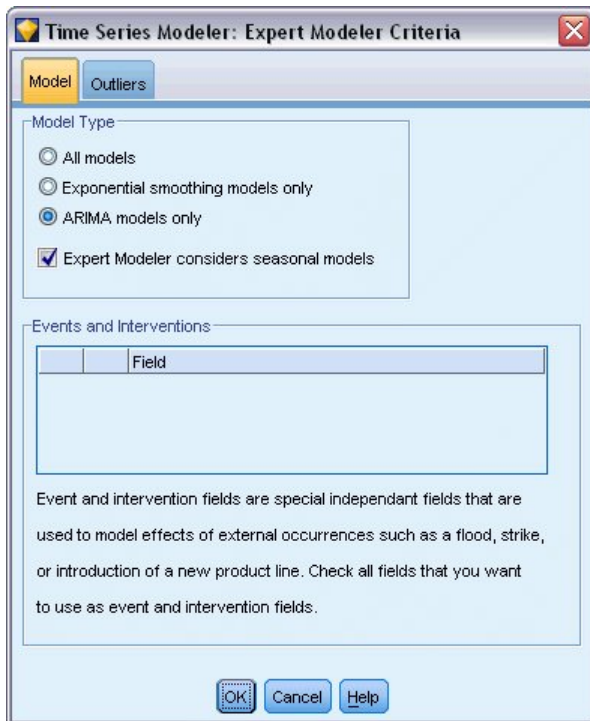 Time Series Modeler: Expert Modeler Criteria
Model
Outliers
Model Type
All models
Exponential smoothing models only
ARIMA models only
Expert Modeler considers seasonal models
Events and Interventions
Field
Event and intervention fields are special independant fields that are
used to model effects of external occurrences such as a flood, strike,
or introduction of a new product line. Check all fields that you want
to use as event and intervention fields.
OK
Cancel
Help